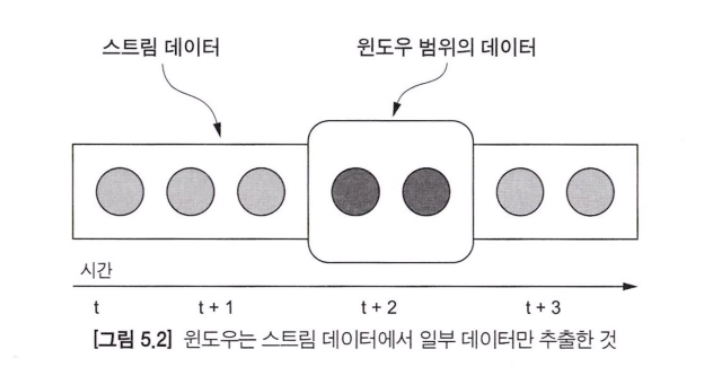 스트림 데이터
윈도우 범위의 데이터
시간
t
t + 1
t + 2
t + 3
[그림 5.2] 윈도우는 스트림 데이터에서 일부 데이터만 추출한 것